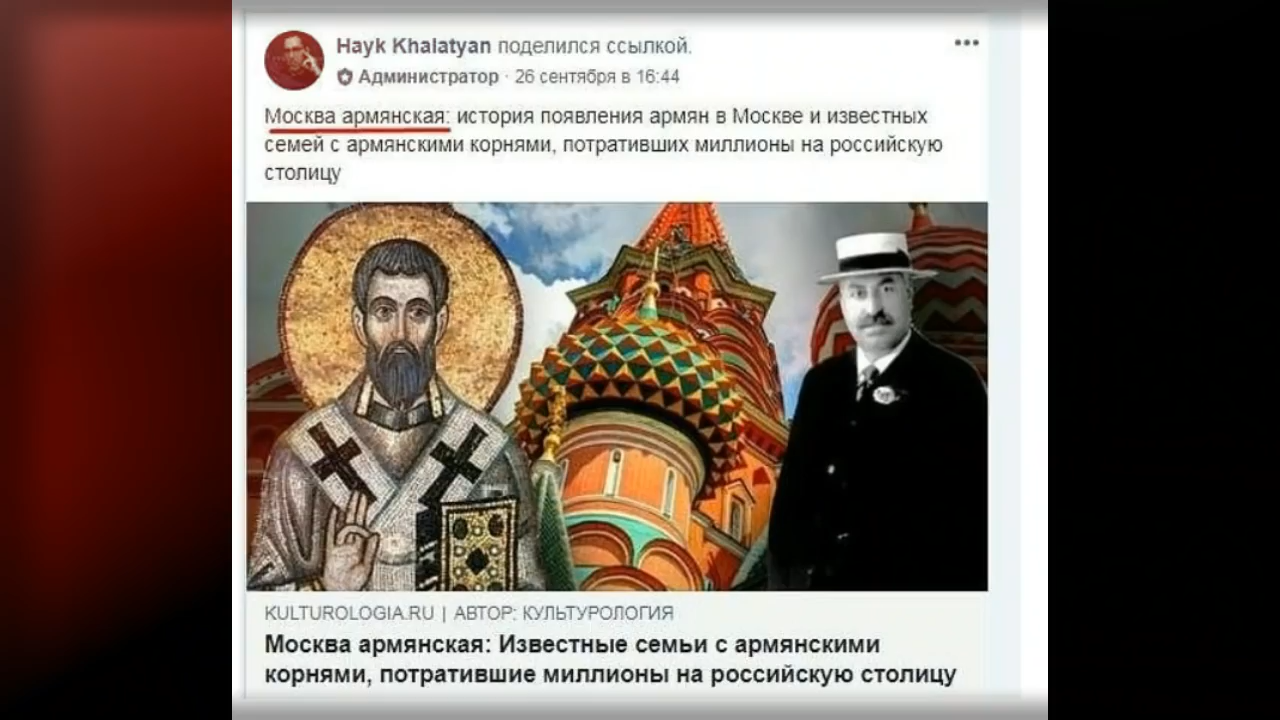 Hayk Khalatyan поделился ссылкой.
Администратор · 26 сентября в 16:44
Москва армянская: история появления армян в Москве и известных
семей с армянскими корнями, потративших миллионы на российскую
столицу
KULTUROLOGIA.RU | АВТОР: КУЛЬТУРОЛОГИЯ
Москва армянская: Известные семьи с армянскими
корнями, потратившие миллионы на российскую столицу